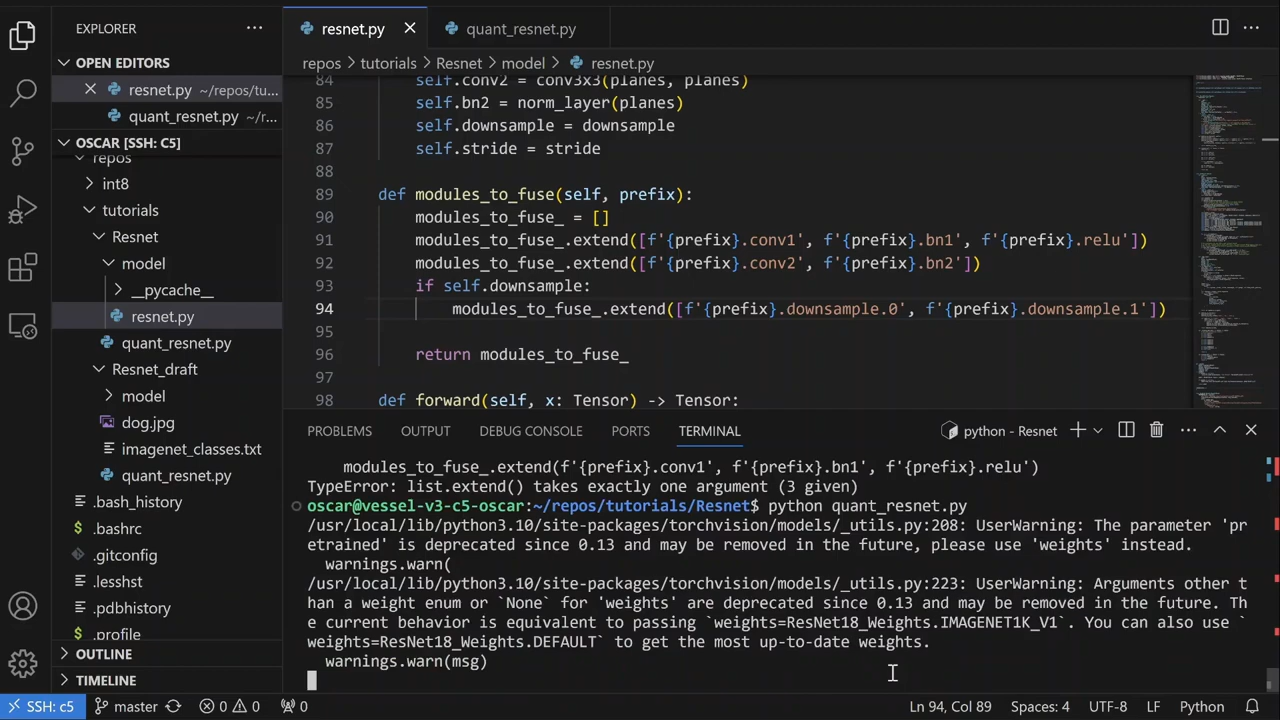 EXPLORER
resnet.py
quant_resnet.py
OPEN EDITORS
resnet.py ~/repos/tu...
quant_resnet.py ~/r...
OSCAR [SSH: C5]
repos
int8
tutorials
Resnet
model
__pycache__
resnet.py
quant_resnet.py
Resnet_draft
model
dog.jpg
imagenet_classes.txt
quant_resnet.py
.bash_history
.bashrc
.gitconfig
.lesshst
.pdbhistory
.profile
OUTLINE
TIMELINE
repos > tutorials > Resnet > model > resnet.py
84 self.conv2 = conv3x3(planes, planes)
85 self.bn2 = norm_layer(planes)
86 self.downsample = downsample
87 self.stride = stride
88
89 def modules_to_fuse(self, prefix):
90 modules_to_fuse_ = []
91 modules_to_fuse_.extend([f'{prefix}.conv1', f'{prefix}.bn1', f'{prefix}.relu'])
92 modules_to_fuse_.extend([f'{prefix}.conv2', f'{prefix}.bn2'])
93 if self.downsample:
94 modules_to_fuse_.extend([f'{prefix}.downsample.0', f'{prefix}.downsample.1'])
95
96 return modules_to_fuse_
97
98 def forward(self, x: Tensor) -> Tensor:
PROBLEMS OUTPUT DEBUG CONSOLE PORTS TERMINAL
python - Resnet
modules_to_fuse_.extend(f'{prefix}.conv1', f'{prefix}.bn1', f'{prefix}.relu')
TypeError: list.extend() takes exactly one argument (3 given)
oscar@vessel-v3-c5-oscar:~/repos/tutorials/Resnet$ python quant_resnet.py
/usr/local/lib/python3.10/site-packages/torchvision/models/_utils.py:208: UserWarning: The parameter 'pr
etrained' is deprecated since 0.13 and may be removed in the future, please use 'weights' instead.
warnings.warn(
/usr/local/lib/python3.10/site-packages/torchvision/models/_utils.py:223: UserWarning: Arguments other t
han a weight enum or `None` for 'weights' are deprecated since 0.13 and may be removed in the future. Th
e current behavior is equivalent to passing `weights=ResNet18_Weights.IMAGENET1K_V1`. You can also use `
weights=ResNet18_Weights.DEFAULT` to get the most up-to-date weights.
warnings.warn(msg)
SSH: c5
master
0 0
0
Ln 94, Col 89
Spaces: 4
UTF-8
LF
Python